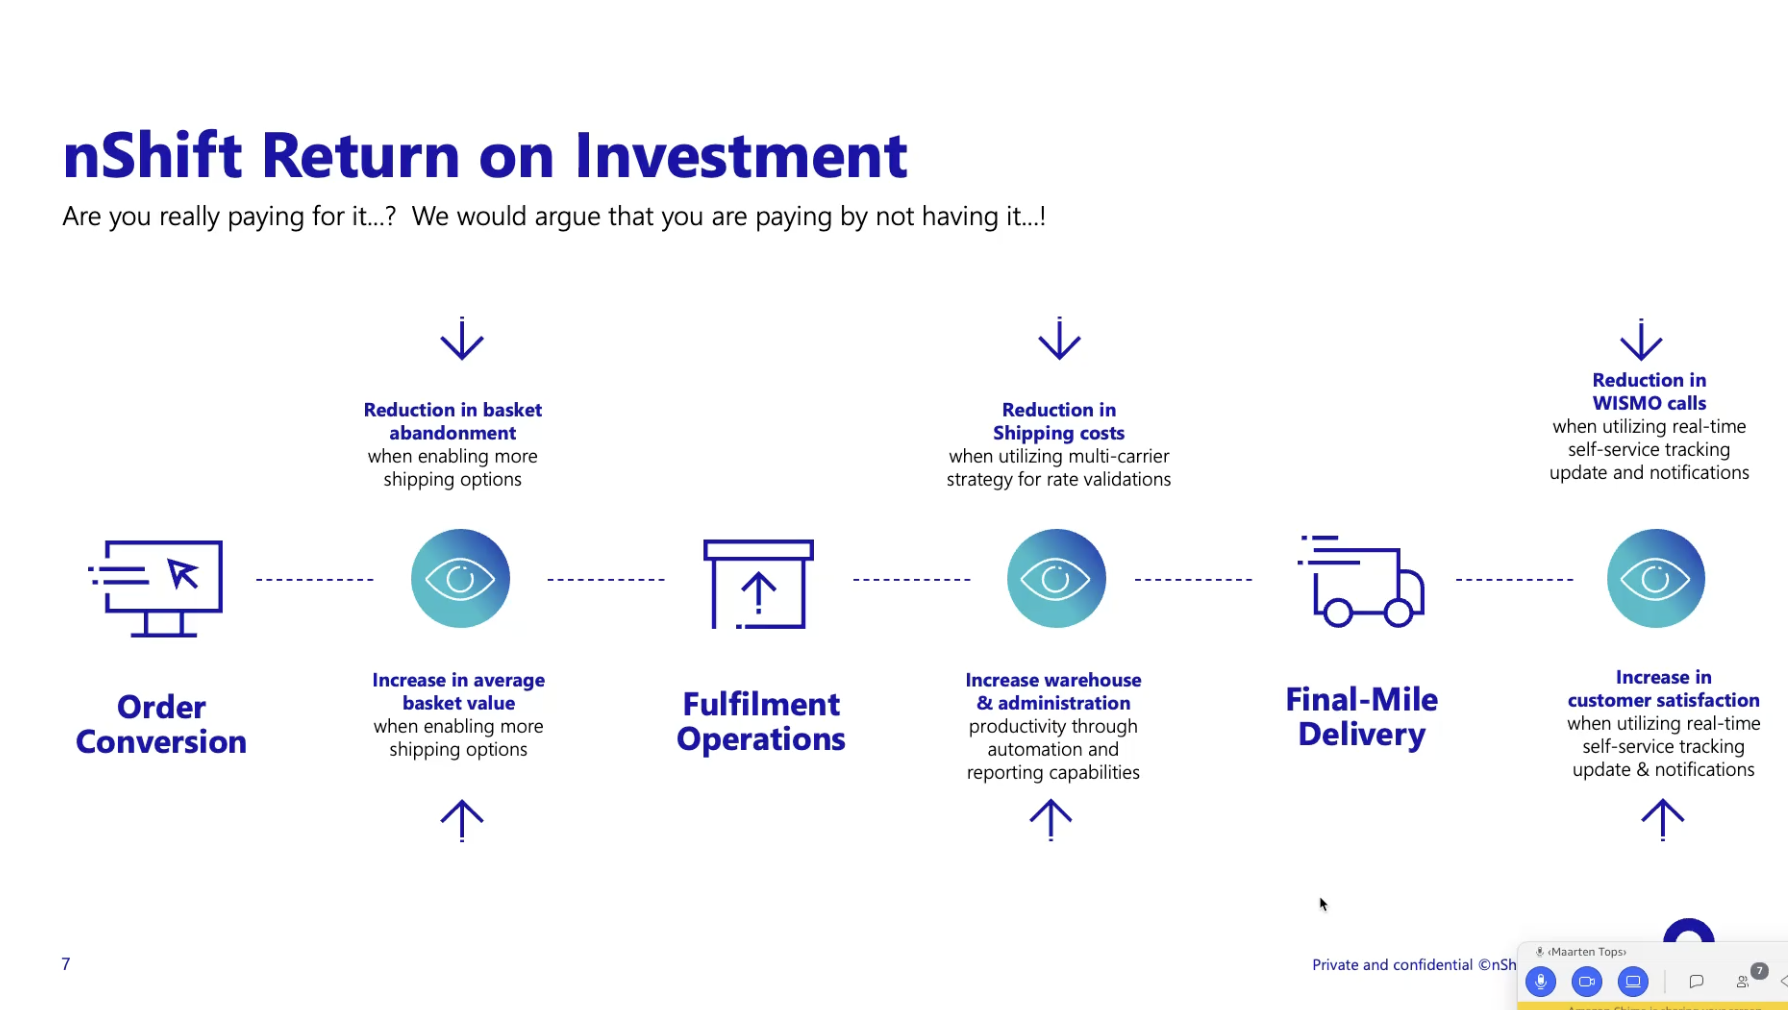 nShift Return on Investment
Are you really paying for it...?  We would argue that you are paying by not having it...!
Reduction in basket
abandonment
when enabling more
shipping options
Reduction in
Shipping costs
when utilizing multi-carrier
strategy for rate validations
Reduction in
WISMO calls
when utilizing real-time
self-service tracking
update and notifications
Order
Conversion
Increase in average
basket value
when enabling more
shipping options
Fulfilment
Operations
Increase warehouse
& administration
productivity through
automation and
reporting capabilities
Final-Mile
Delivery
Increase in
customer satisfaction
when utilizing real-time
self-service tracking
update & notifications
7
Private and confidential ©nSh
‹Maarten Tops›
7